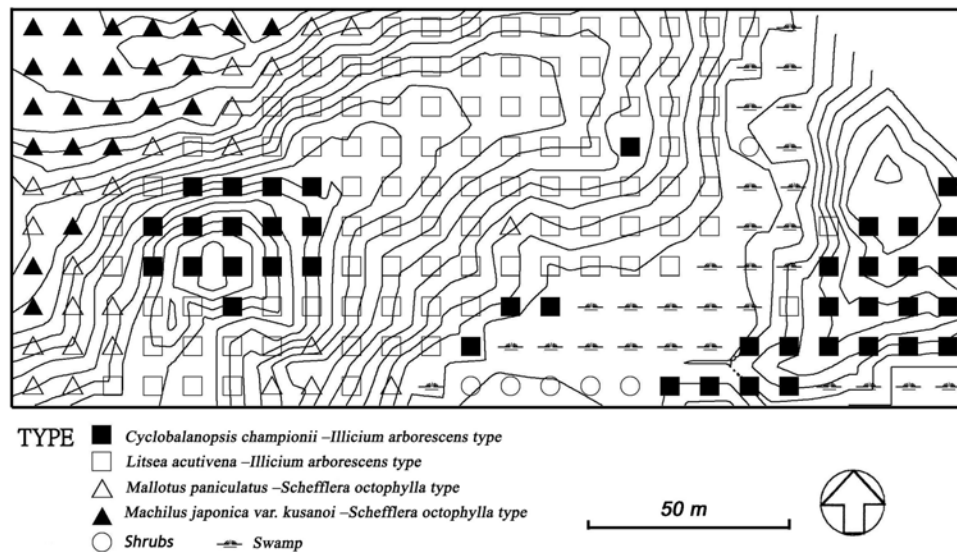 TYPE
Cyclobalanopsis championii –Illicium arborescens type
Litsea acutivena –Illicium arborescens type
Mallotus paniculatus –Schefflera octophylla type
Machilus japonica var. kusanoi –Schefflera octophylla type
Shrubs
Swamp
50 m